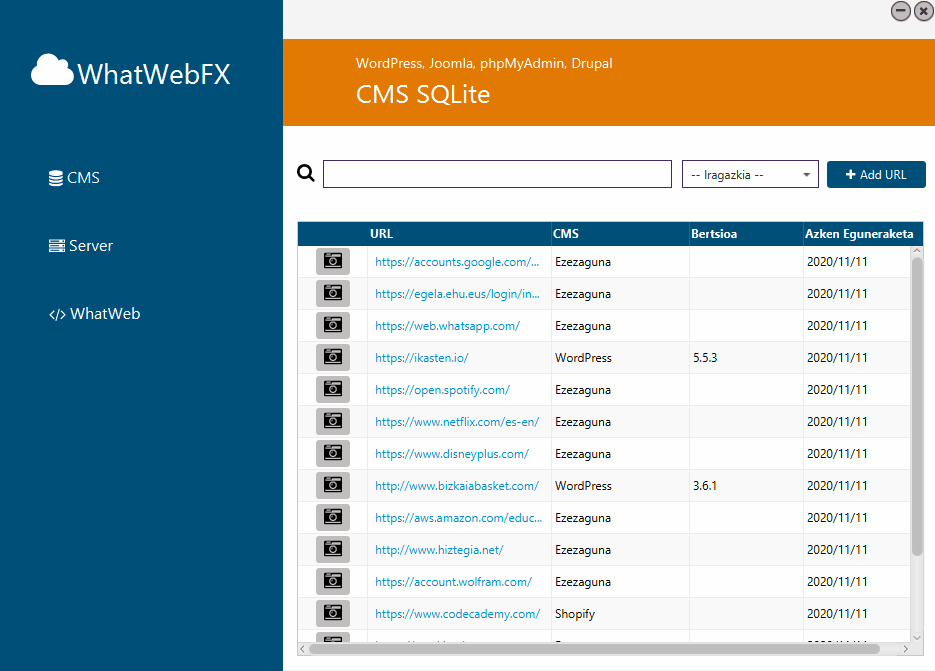 WhatWebFX
CMS
Server
</> WhatWeb
WordPress, Joomla, phpMyAdmin, Drupal
CMS SQLite
-- Iragazkia --
+ Add URL
URL CMS Bertsioa Azken Eguneraketa
https://accounts.google.com/... Ezezaguna 2020/11/11
https://egela.ehu.eus/login/in... Ezezaguna 2020/11/11
https://web.whatsapp.com/ Ezezaguna 2020/11/11
https://ikasten.io/ WordPress 5.5.3 2020/11/11
https://open.spotify.com/ Ezezaguna 2020/11/11
https://www.netflix.com/es-en/ Ezezaguna 2020/11/11
https://www.disneyplus.com/ Ezezaguna 2020/11/11
http://www.bizkaiabasket.com/ WordPress 3.6.1 2020/11/11
https://aws.amazon.com/educ... Ezezaguna 2020/11/11
http://www.hiztegia.net/ Ezezaguna 2020/11/11
https://account.wolfram.com/ Ezezaguna 2020/11/11
https://www.codecademy.com/ Shopify 2020/11/11